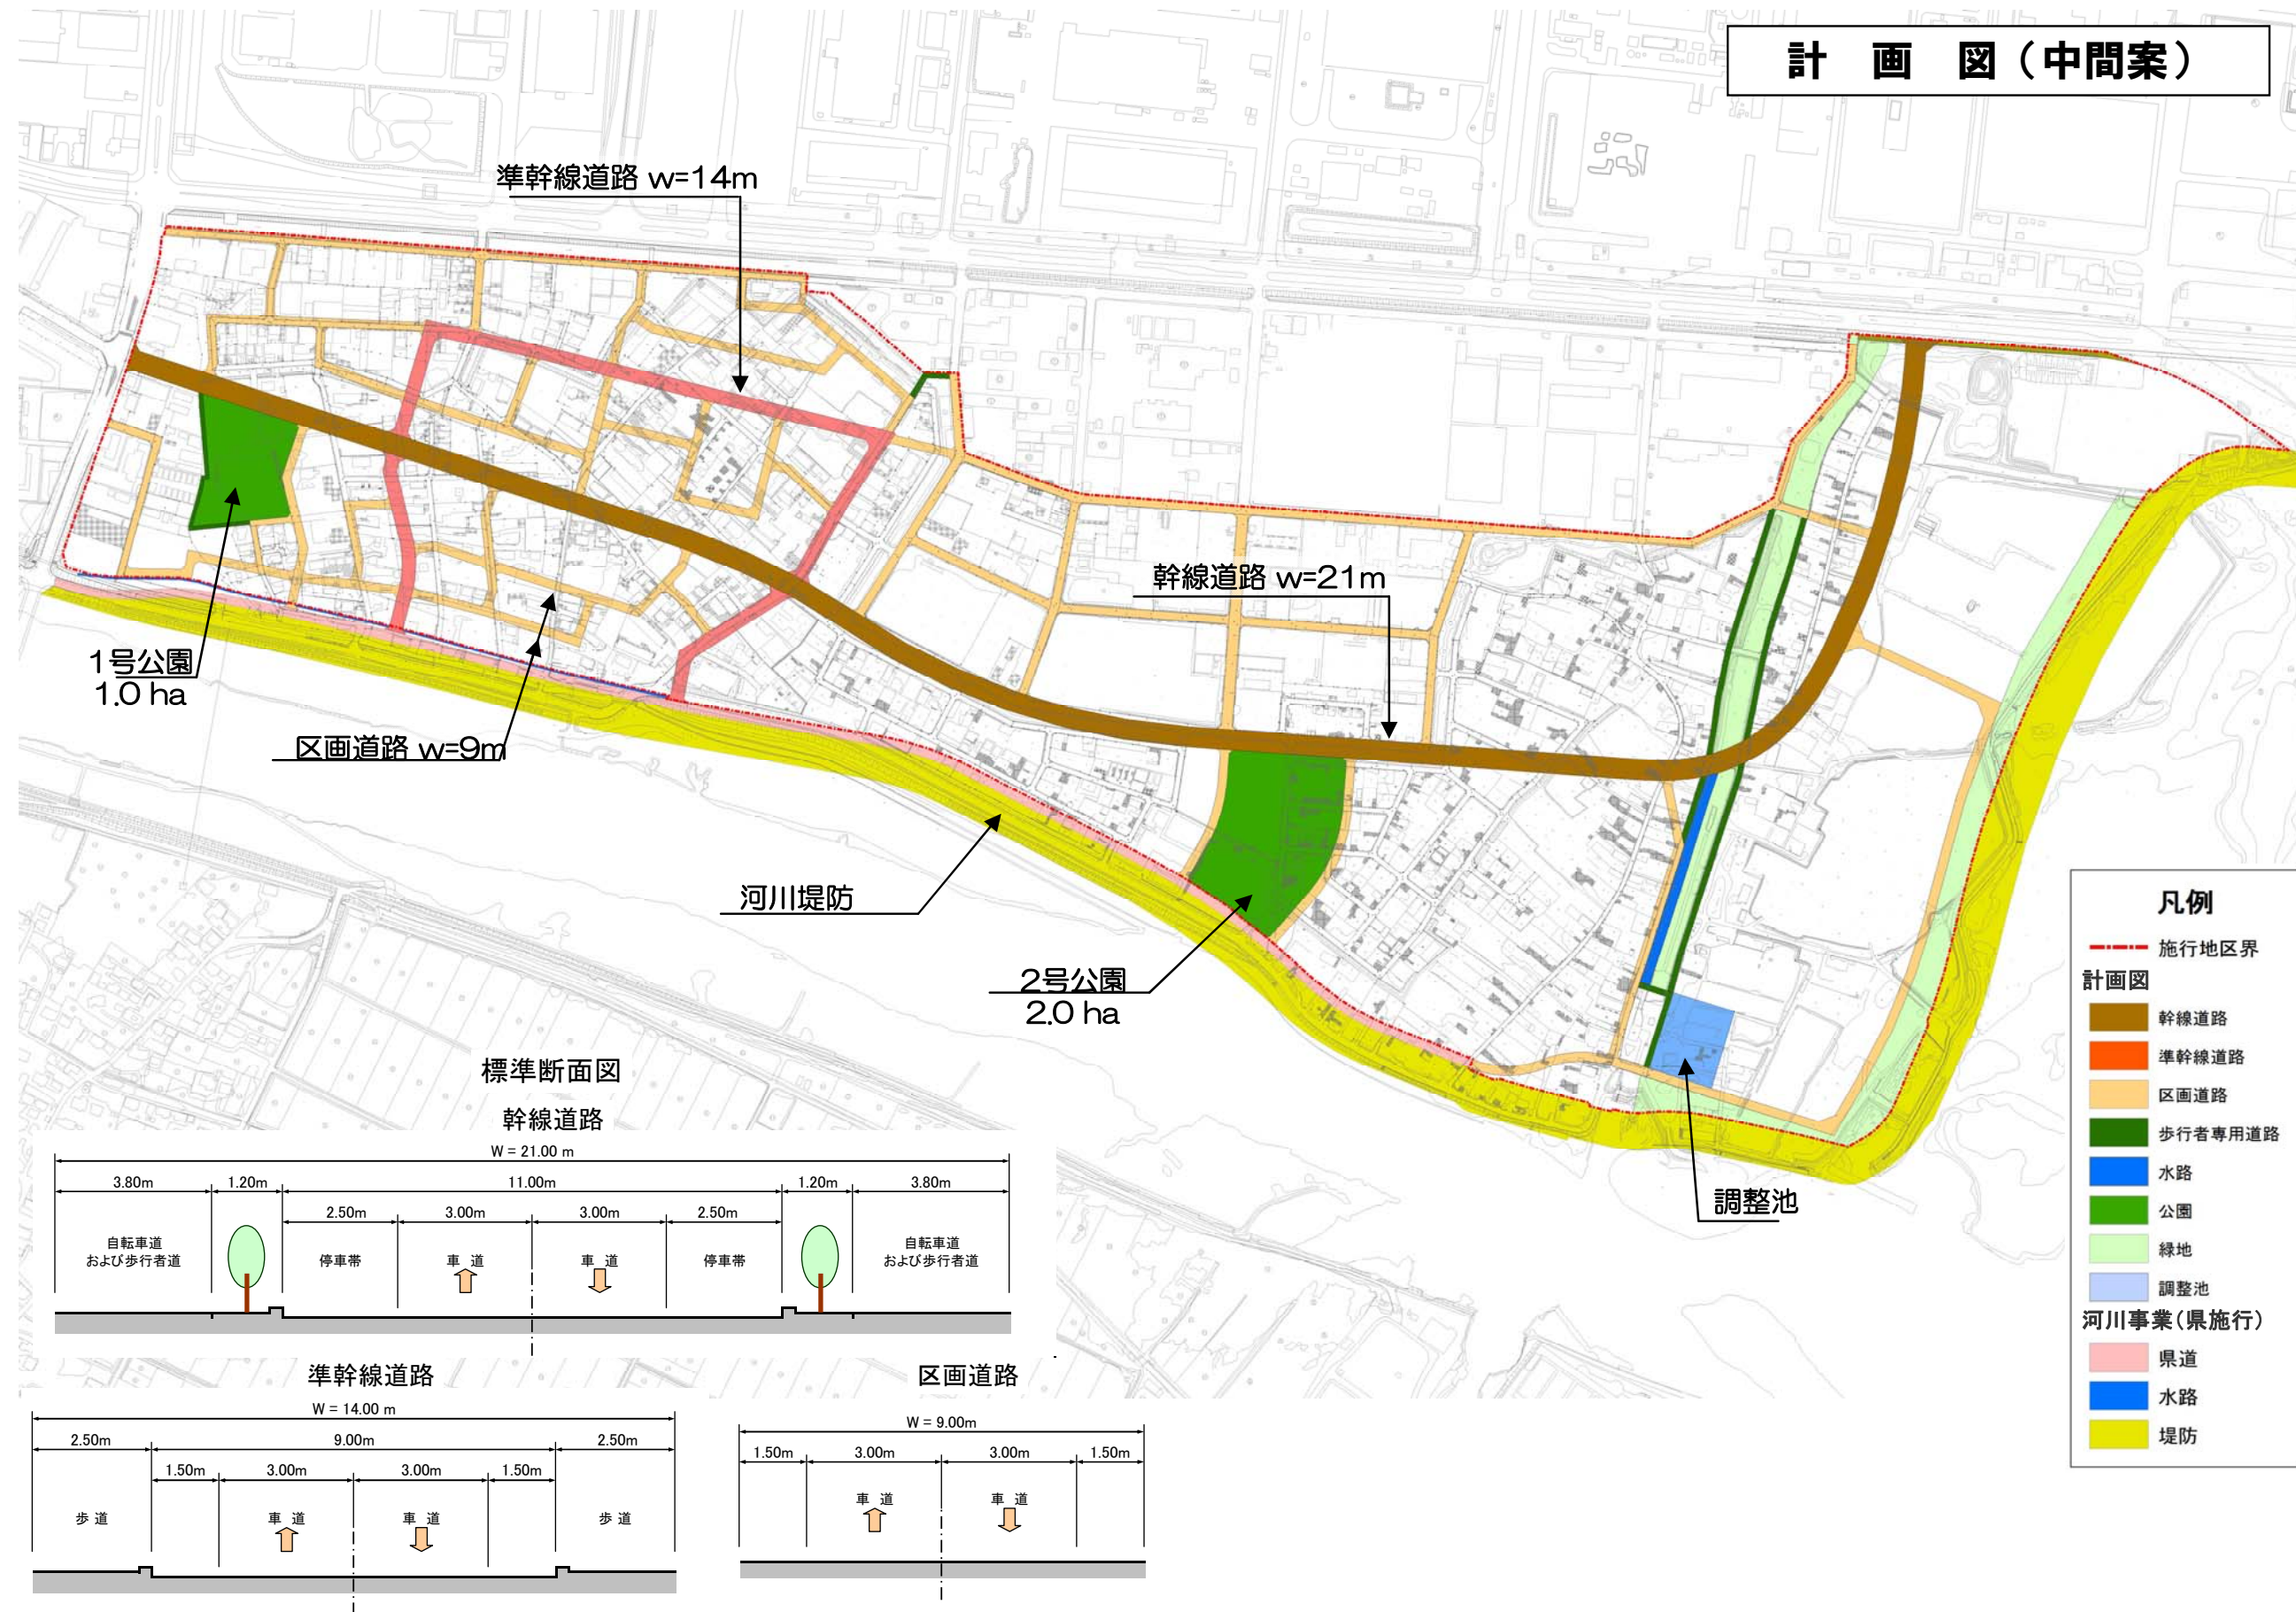 計 画 図（中間案）
準幹線道路 w=14m
幹線道路 w=21m
1号公園
1.0 ha
区画道路 w=9m
河川堤防
2号公園
2.0 ha
調整池
凡例
施行地区界
計画図
幹線道路
準幹線道路
区画道路
歩行者専用道路
水路
公園
緑地
調整池
河川事業(県施行)
県道
水路
堤防
標準断面図
幹線道路
W = 21.00 m
3.80m 1.20m 11.00m 1.20m 3.80m
2.50m 3.00m 3.00m 2.50m
自転車道
および歩行者道
停車帯 車 道 車 道 停車帯
自転車道
および歩行者道
準幹線道路
W = 14.00 m
2.50m 9.00m 2.50m
1.50m 3.00m 3.00m 1.50m
歩 道 車 道 車 道 歩 道
区画道路
W = 9.00m
1.50m 3.00m 3.00m 1.50m
車 道 車 道